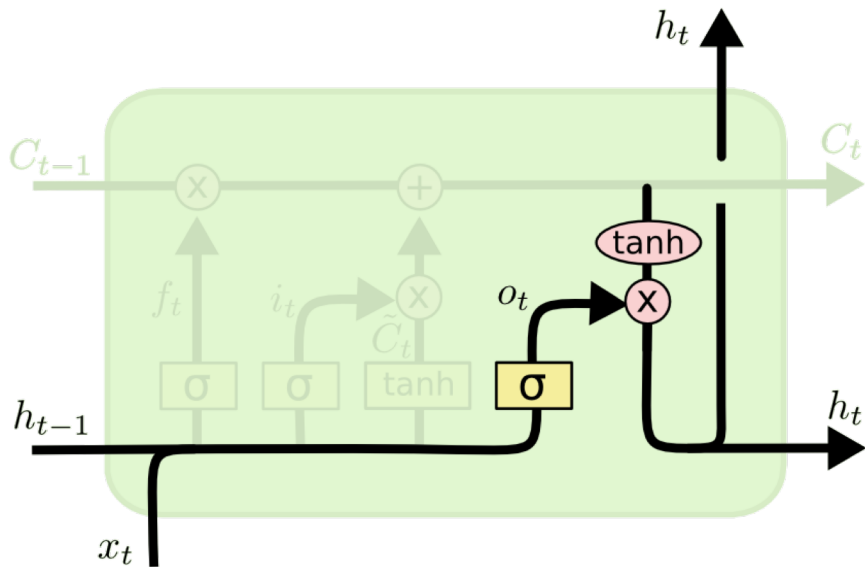 h_t
C_{t-1} C_t
x +
tanh
f_t i_t x o_t x
C̃_t
σ σ tanh σ
h_{t-1} h_t
x_t